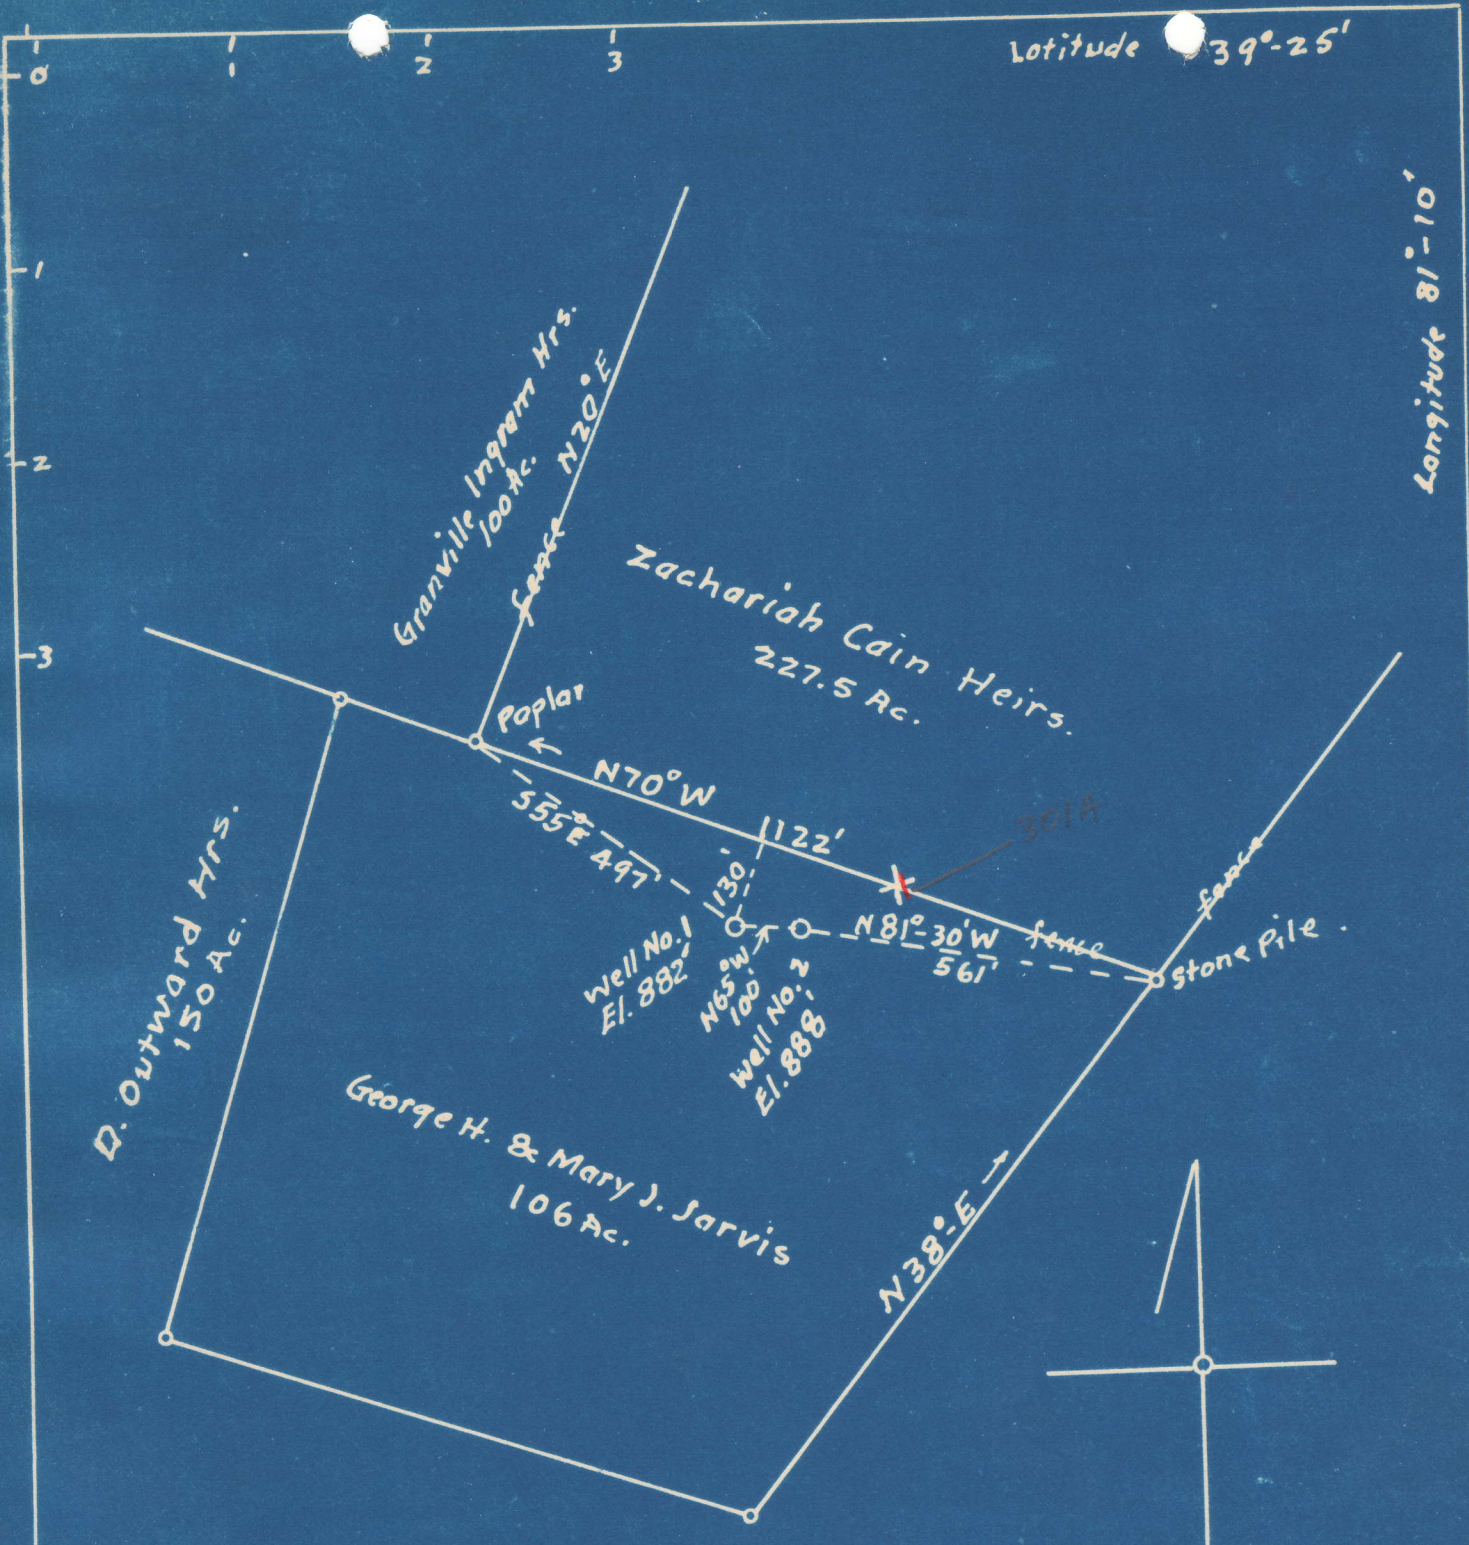 Latitude 39°-25'
0
1
2
3
1
2
3
Longitude 81°-10'
Granville Ingram Hrs.
100 Ac.
N20°E
fence
Zachariah Cain Heirs.
227.5 Ac.
Poplar
N70°W
1122'
S55°E 497'
130'
301A
fence
N81°-30'W
561'
fence
Stone Pile.
Well No. 1
El. 882'
N65°W
100'
Well No. 2
El. 888'
D. Outward Hrs.
150 Ac.
George H. & Mary J. Jarvis
106 Ac.
N38°-E